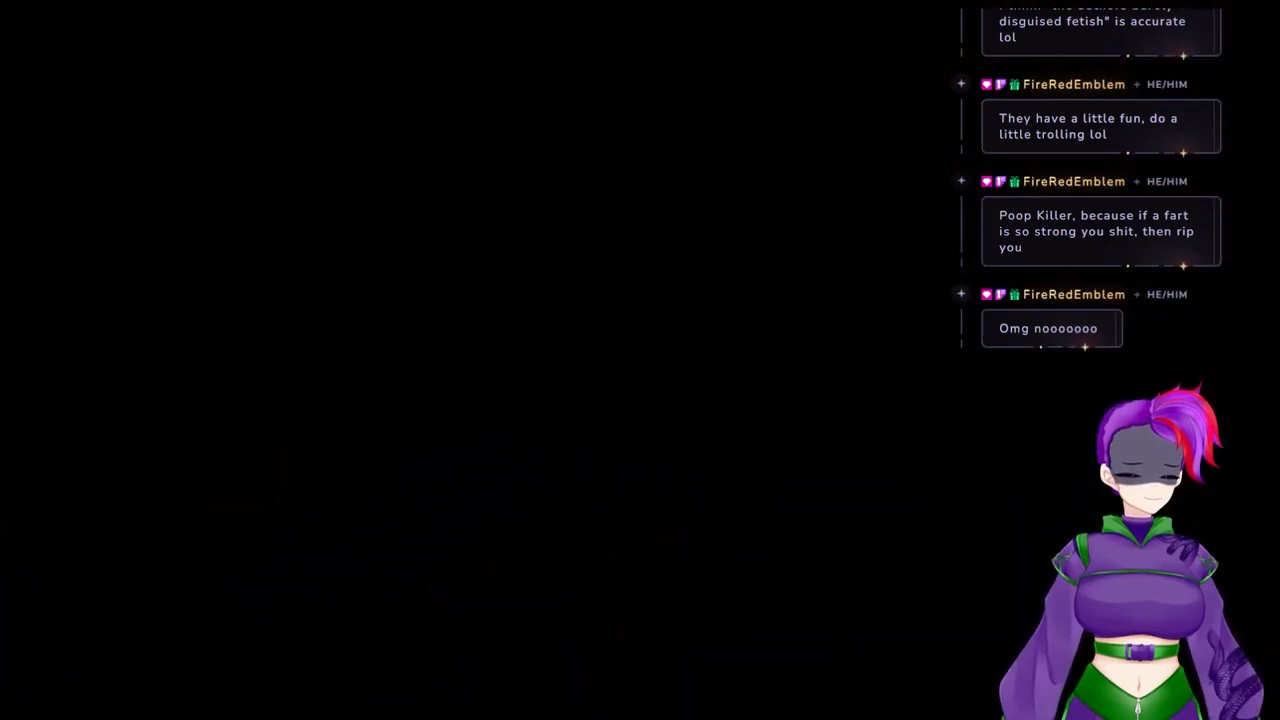 disguised fetish" is accurate
lol
FireRedEmblem + HE/HIM
They have a little fun, do a
little trolling lol
FireRedEmblem + HE/HIM
Poop Killer, because if a fart
is so strong you shit, then rip
you
FireRedEmblem + HE/HIM
Omg nooooooo